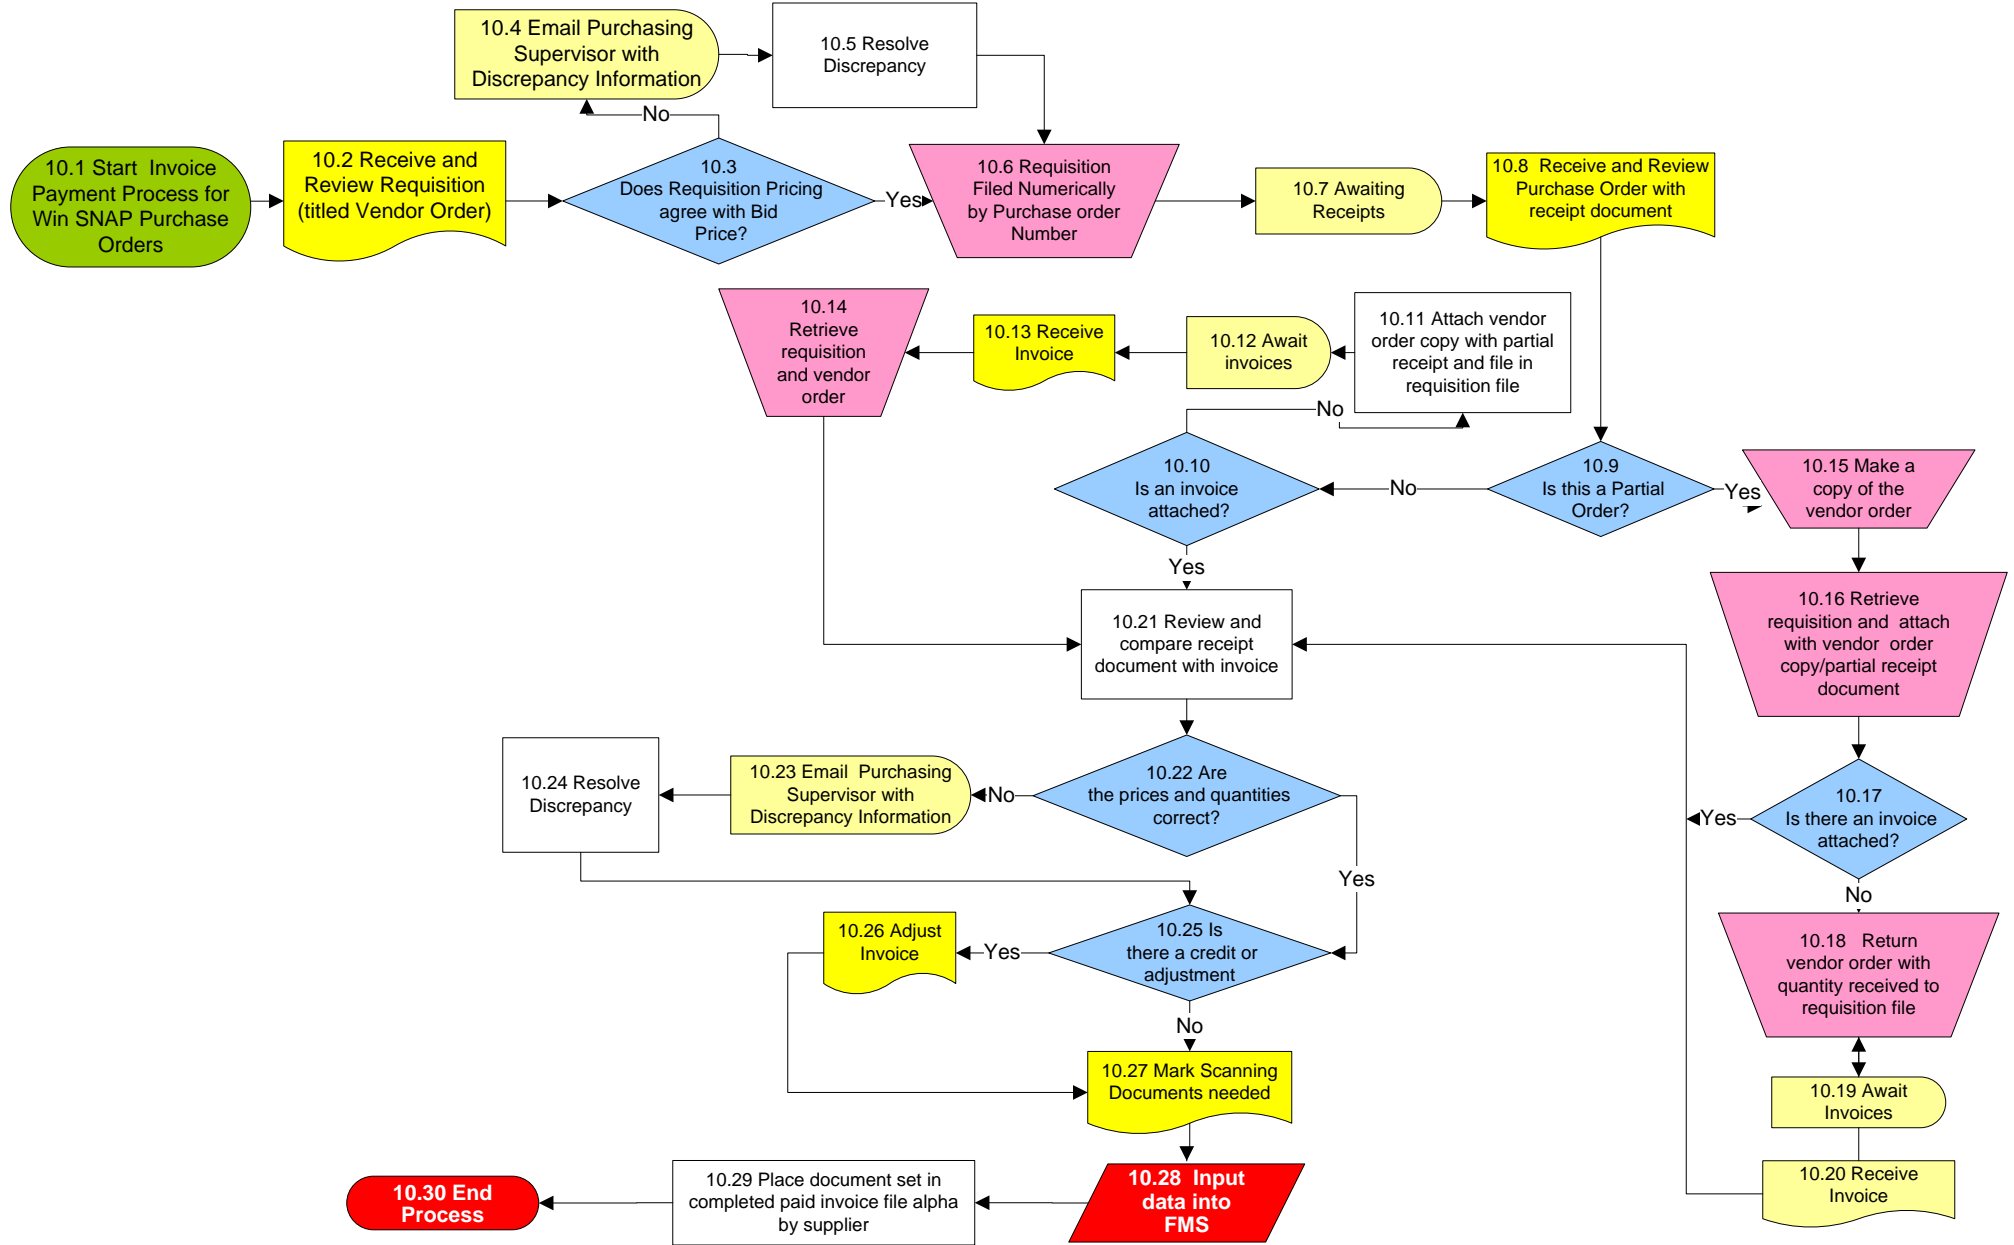 10.4 Email Purchasing
Supervisor with
Discrepancy Information
10.5 Resolve
Discrepancy
No
10.1 Start Invoice
Payment Process for
Win SNAP Purchase
Orders
10.2 Receive and
Review Requisition
(titled Vendor Order)
10.3
Does Requisition Pricing
agree with Bid
Price?
Yes
10.6 Requisition
Filed Numerically
by Purchase order
Number
10.7 Awaiting
Receipts
10.8 Receive and Review
Purchase Order with
receipt document
10.14
Retrieve
requisition
and vendor
order
10.13 Receive
Invoice
10.12 Await
invoices
10.11 Attach vendor
order copy with partial
receipt and file in
requisition file
No
10.10
Is an invoice
attached?
No
10.9
Is this a Partial
Order?
Yes
10.15 Make a
copy of the
vendor order
Yes
10.16 Retrieve
requisition and attach
with vendor order
copy/partial receipt
document
10.21 Review and
compare receipt
document with invoice
10.24 Resolve
Discrepancy
10.23 Email Purchasing
Supervisor with
Discrepancy Information
No
10.22 Are
the prices and quantities
correct?
Yes
Yes
10.17
Is there an invoice
attached?
No
10.26 Adjust
Invoice
Yes
10.25 Is
there a credit or
adjustment
No
10.18 Return
vendor order with
quantity received to
requisition file
10.27 Mark Scanning
Documents needed
10.19 Await
Invoices
10.20 Receive
Invoice
10.30 End
Process
10.29 Place document set in
completed paid invoice file alpha
by supplier
10.28 Input
data into
FMS